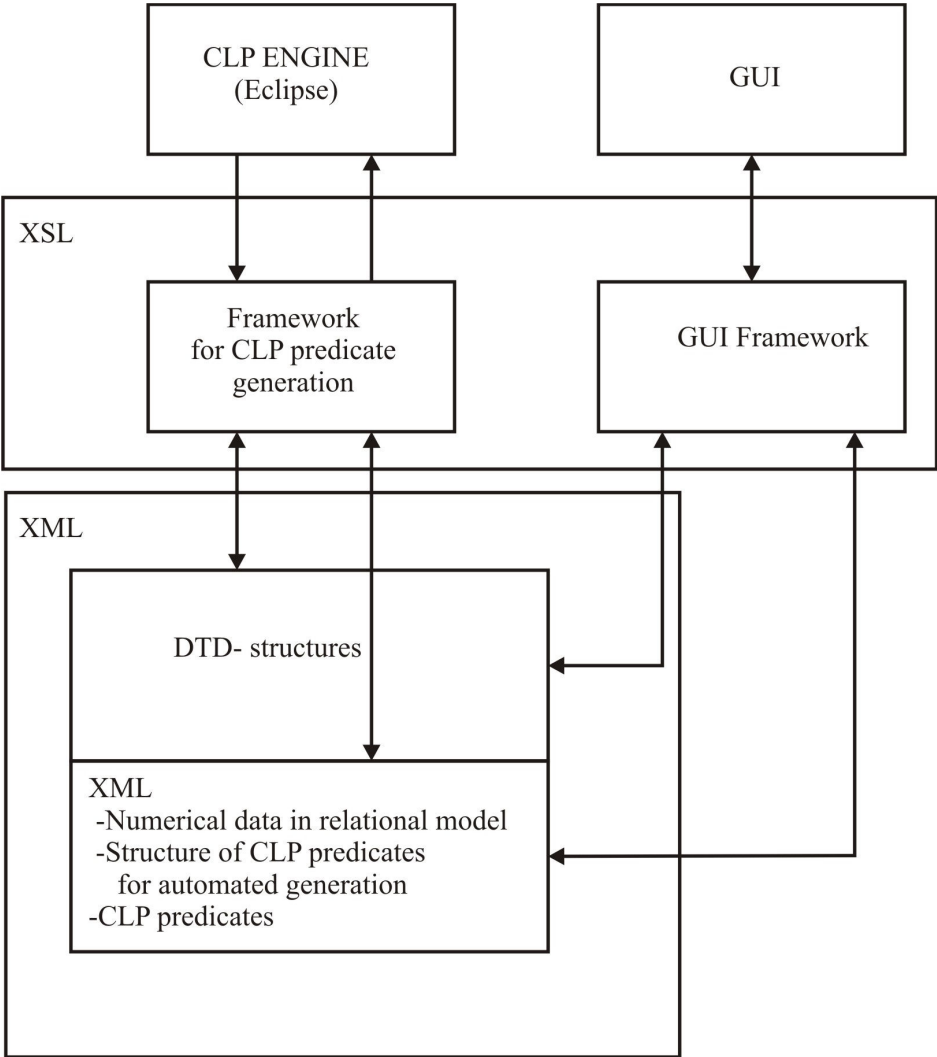 CLP ENGINE
(Eclipse)
GUI
XSL
Framework
for CLP predicate
generation
GUI Framework
XML
DTD- structures
XML
-Numerical data in relational model
-Structure of CLP predicates
for automated generation
-CLP predicates